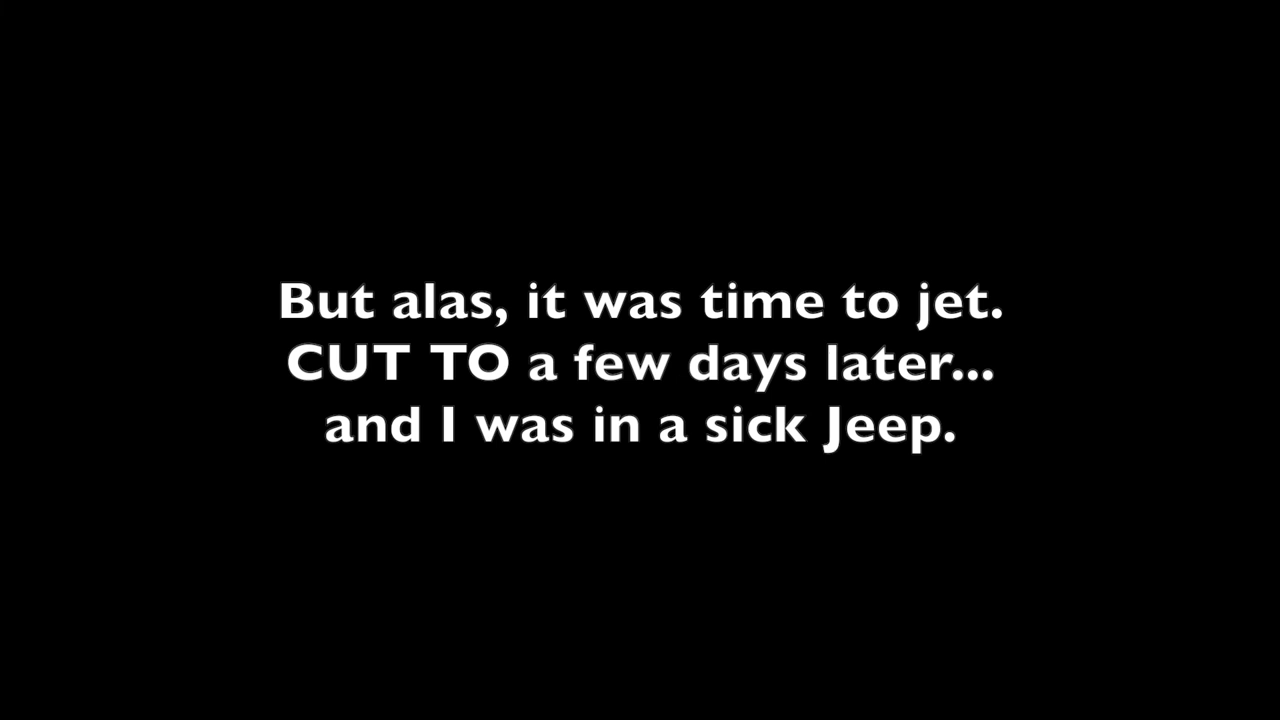 But alas, it was time to jet.
CUT TO a few days later...
and I was in a sick Jeep.